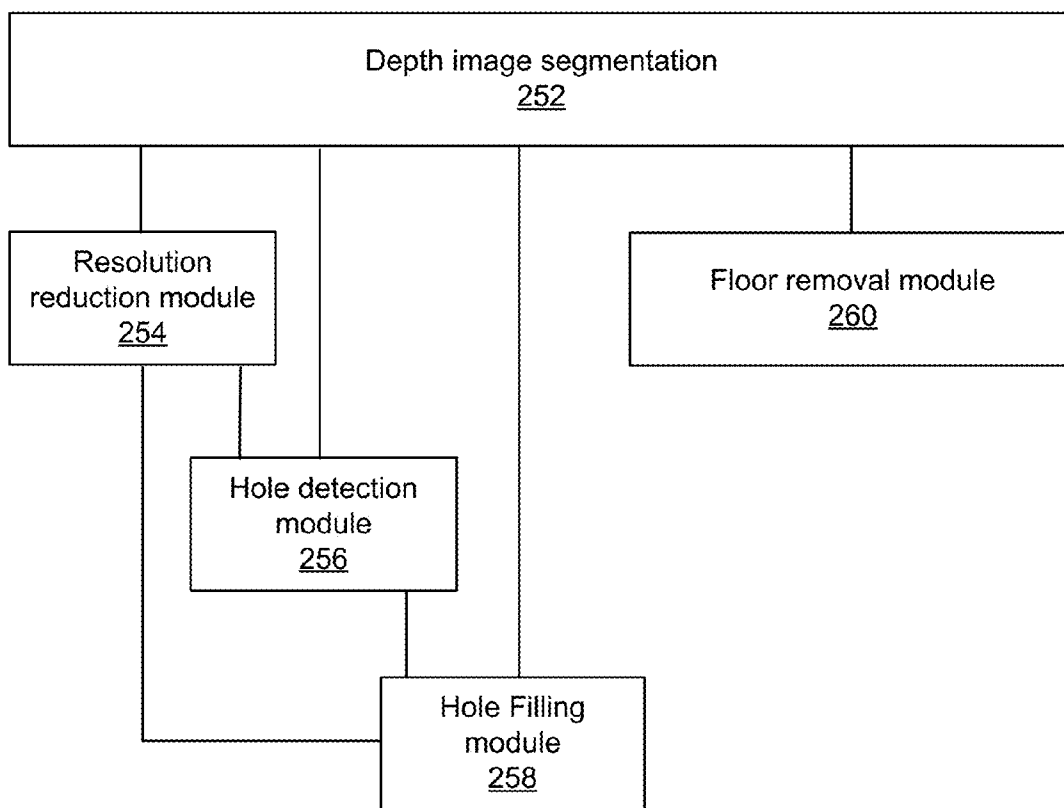 Depth image segmentation
252
Resolution
reduction module
254
Floor removal module
260
Hole detection
module
256
Hole Filling
module
258